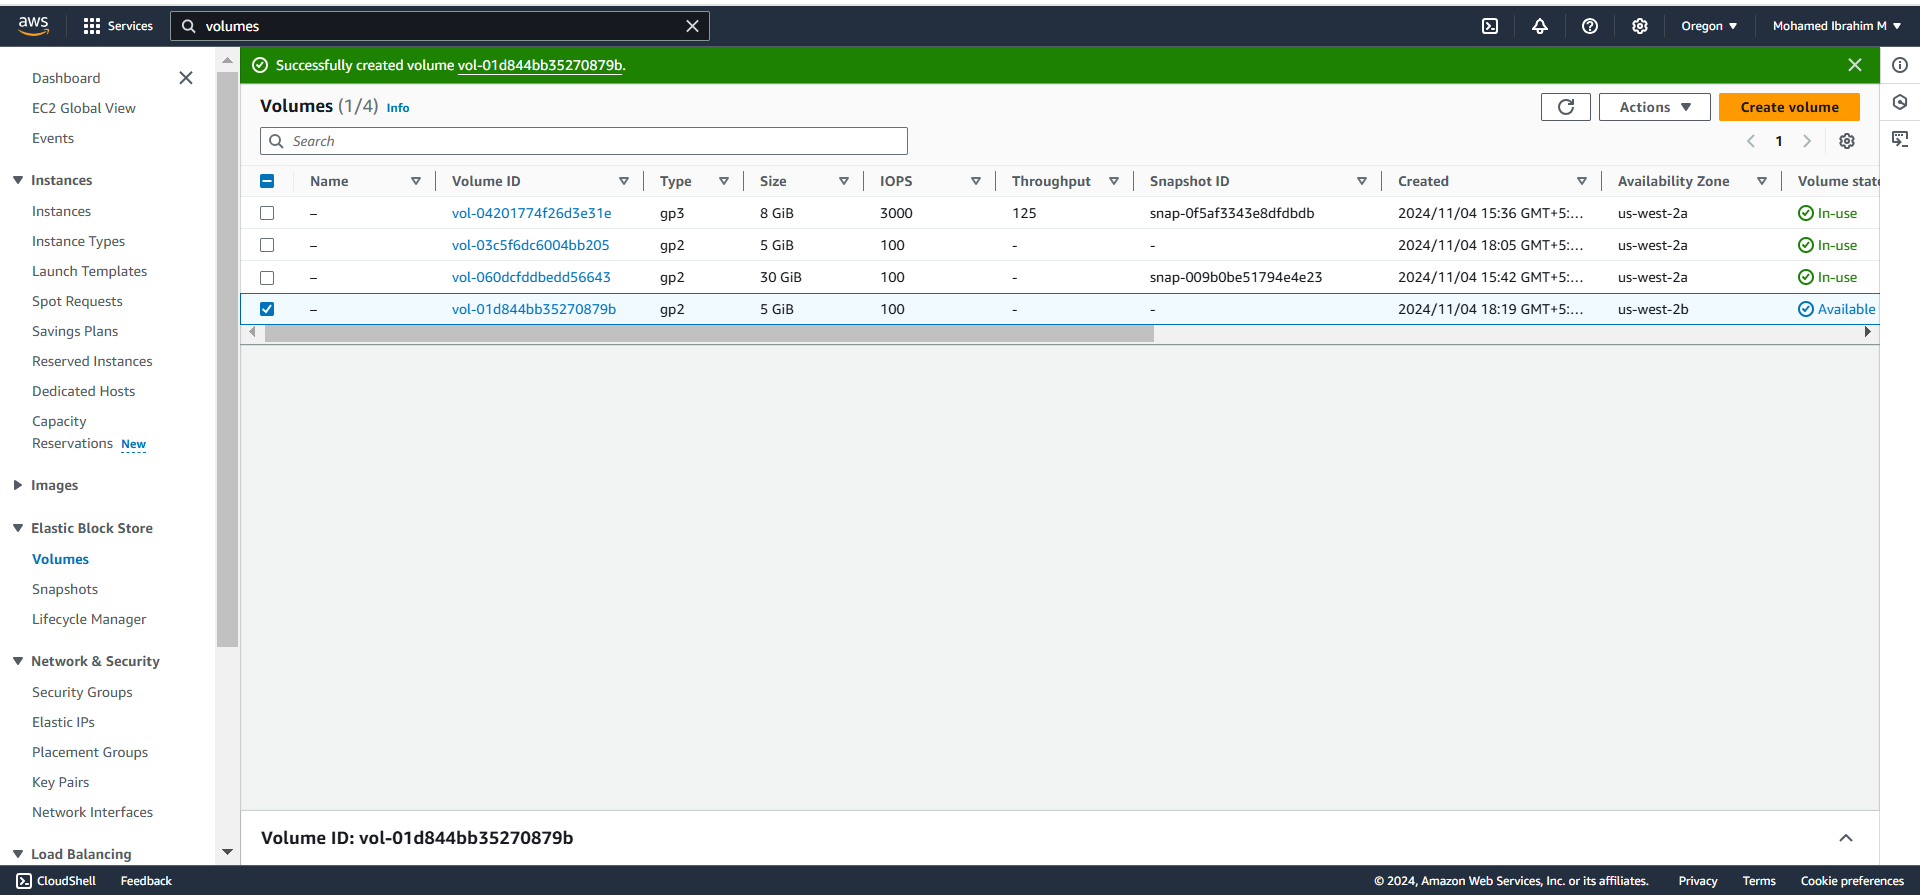 aws
Services
volumes
Oregon
Mohamed Ibrahim M
Dashboard
EC2 Global View
Events
Instances
Instances
Instance Types
Launch Templates
Spot Requests
Savings Plans
Reserved Instances
Dedicated Hosts
Capacity
Reservations New
Images
Elastic Block Store
Volumes
Snapshots
Lifecycle Manager
Network & Security
Security Groups
Elastic IPs
Placement Groups
Key Pairs
Network Interfaces
Load Balancing
Successfully created volume vol-01d844bb35270879b.
Volumes (1/4) Info
Actions
Create volume
Search
1
Name Volume ID Type Size IOPS Throughput Snapshot ID Created Availability Zone Volume state
– vol-04201774f26d3e31e gp3 8 GiB 3000 125 snap-0f5af3343e8dfdbdb 2024/11/04 15:36 GMT+5:... us-west-2a In-use
– vol-03c5f6dc6004bb205 gp2 5 GiB 100 - - 2024/11/04 18:05 GMT+5:... us-west-2a In-use
– vol-060dcfddbedd56643 gp2 30 GiB 100 - snap-009b0be51794e4e23 2024/11/04 15:42 GMT+5:... us-west-2a In-use
– vol-01d844bb35270879b gp2 5 GiB 100 - - 2024/11/04 18:19 GMT+5:... us-west-2b Available
Volume ID: vol-01d844bb35270879b
CloudShell
Feedback
© 2024, Amazon Web Services, Inc. or its affiliates.
Privacy
Terms
Cookie preferences